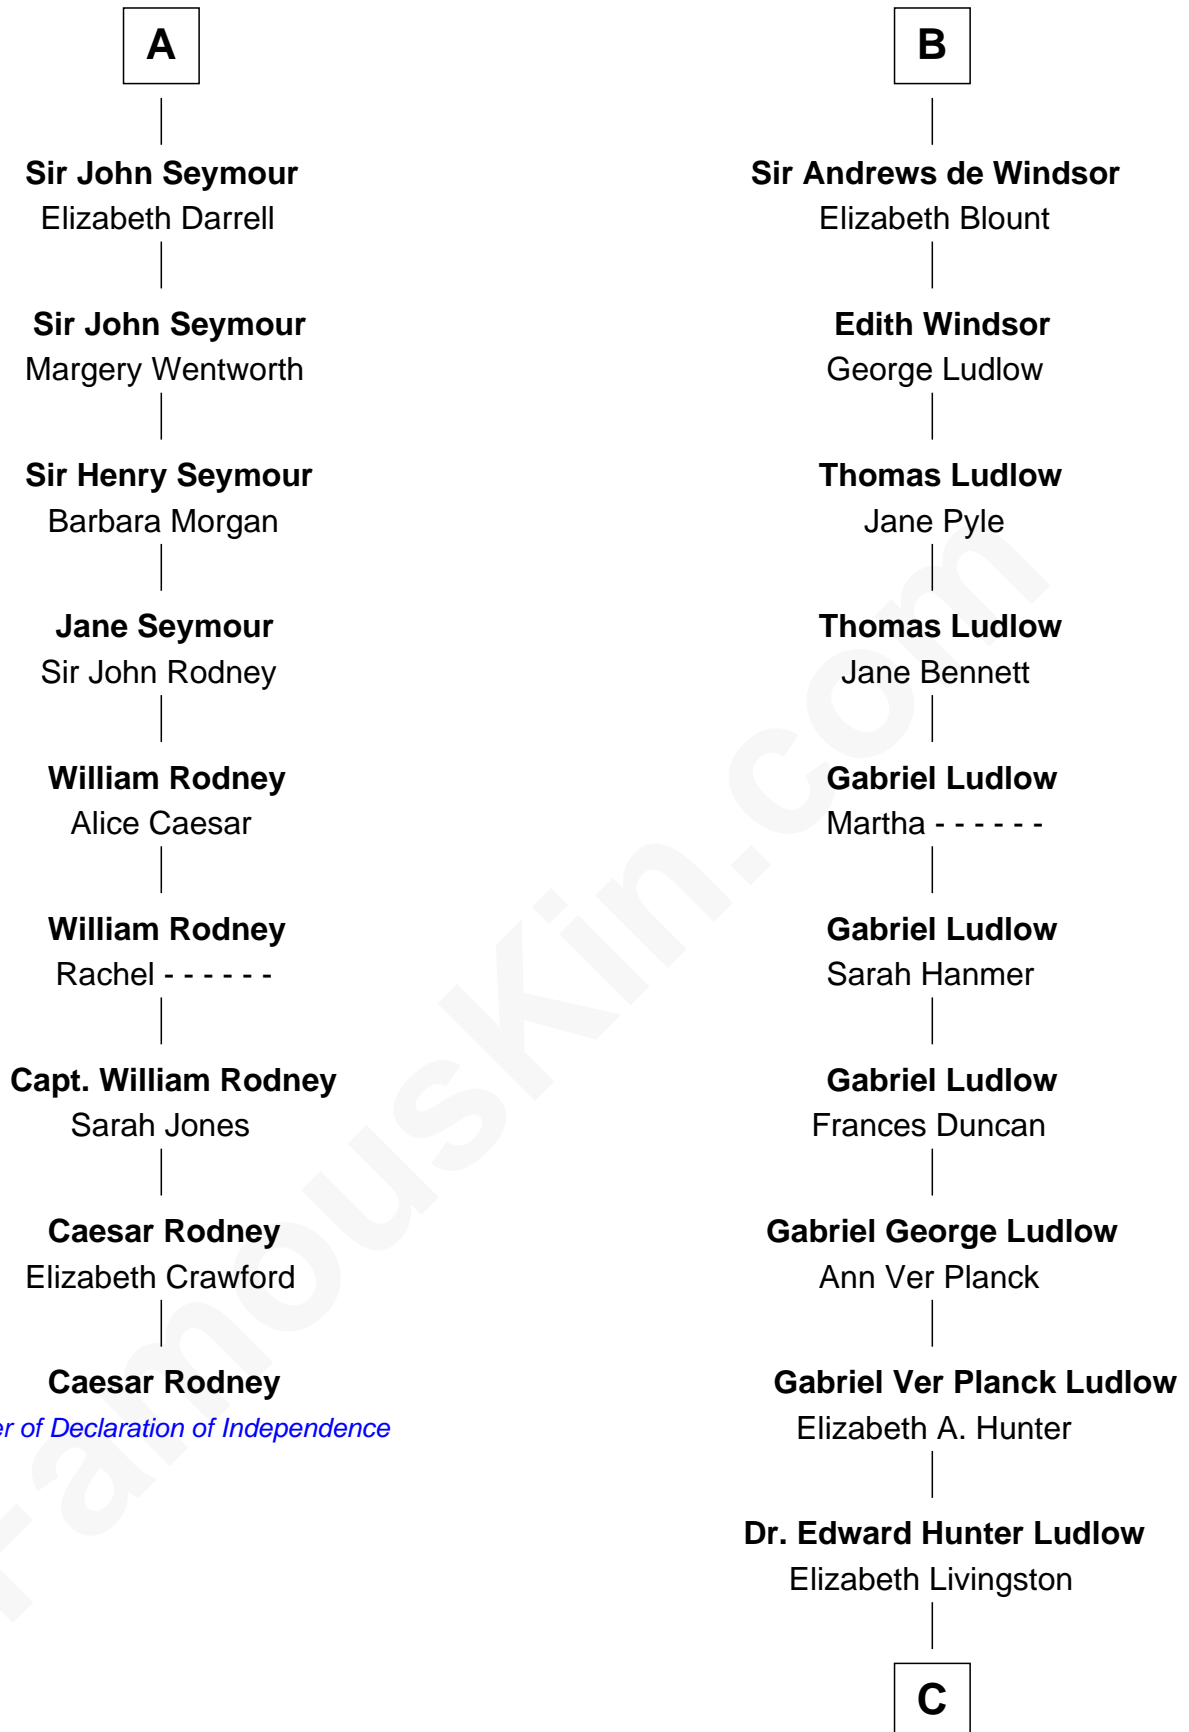 A
Sir John Seymour
Elizabeth Darrell
Sir John Seymour
Margery Wentworth
Sir Henry Seymour
Barbara Morgan
Jane Seymour
Sir John Rodney
William Rodney
Alice Caesar
William Rodney
Rachel - - - - - -
Capt. William Rodney
Sarah Jones
Caesar Rodney
Elizabeth Crawford
Caesar Rodney
er of Declaration of Independence
B
Sir Andrews de Windsor
Elizabeth Blount
Edith Windsor
George Ludlow
Thomas Ludlow
Jane Pyle
Thomas Ludlow
Jane Bennett
Gabriel Ludlow
Martha - - - - - -
Gabriel Ludlow
Sarah Hanmer
Gabriel Ludlow
Frances Duncan
Gabriel George Ludlow
Ann Ver Planck
Gabriel Ver Planck Ludlow
Elizabeth A. Hunter
Dr. Edward Hunter Ludlow
Elizabeth Livingston
C
FamousKin.com